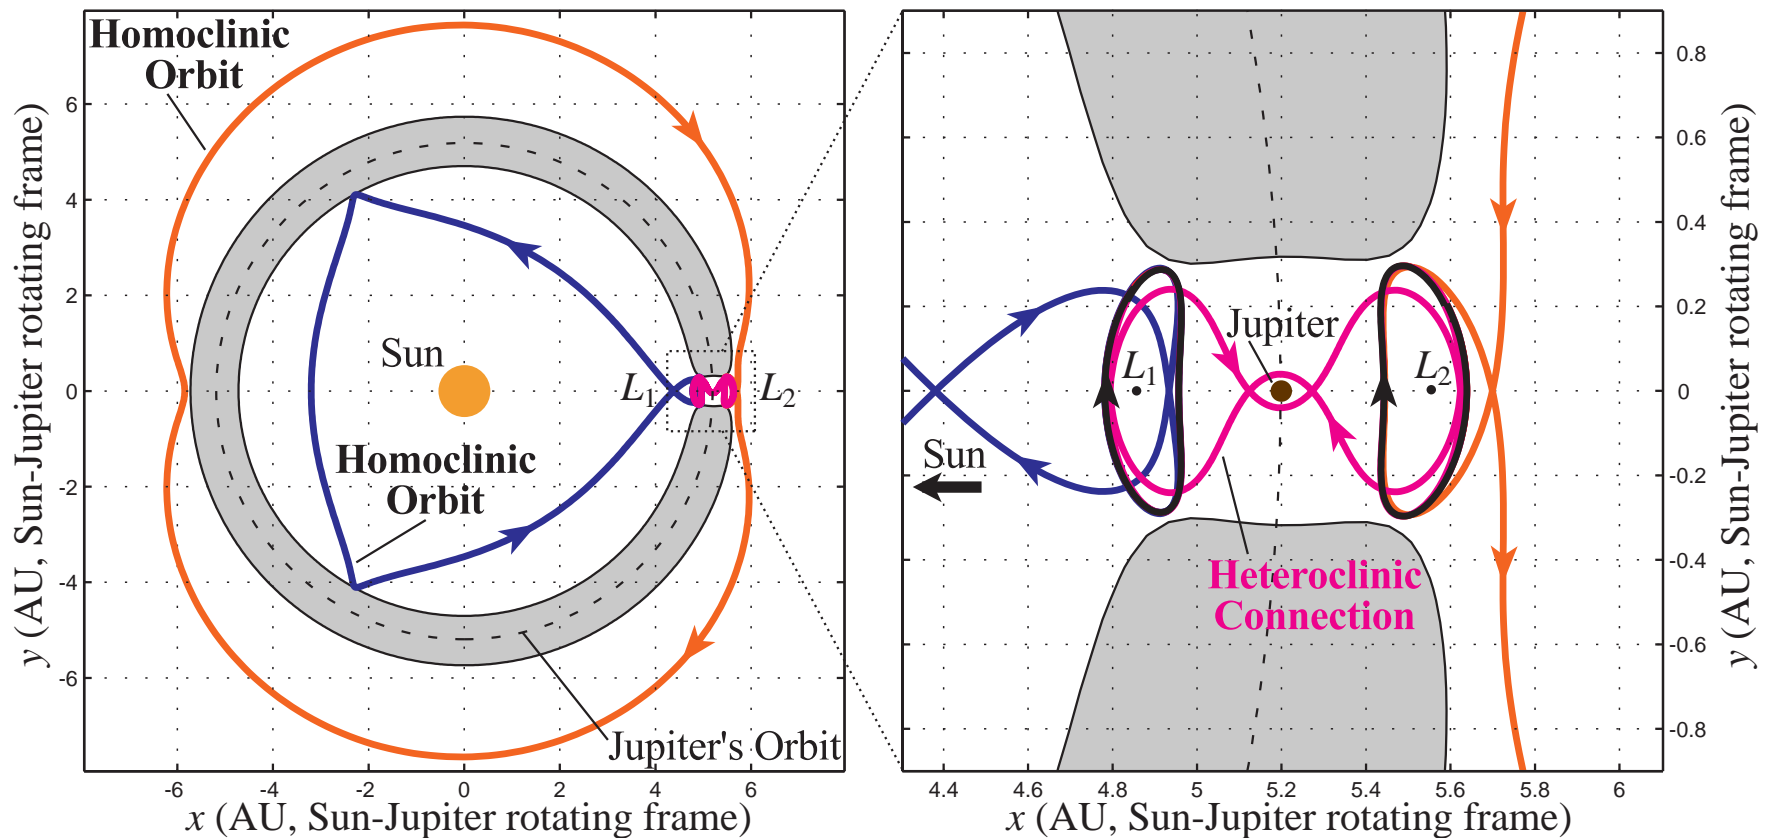 Homoclinic
Orbit
Sun
L1
L2
Homoclinic
Orbit
Jupiter's Orbit
6
4
2
0
-2
-4
-6
-6
-4
-2
0
2
4
6
y (AU, Sun-Jupiter rotating frame)
x (AU, Sun-Jupiter rotating frame)
Jupiter
L1
L2
Sun
Heteroclinic
Connection
0.8
0.6
0.4
0.2
0
-0.2
-0.4
-0.6
-0.8
4.4
4.6
4.8
5
5.2
5.4
5.6
5.8
6
y (AU, Sun-Jupiter rotating frame)
x (AU, Sun-Jupiter rotating frame)